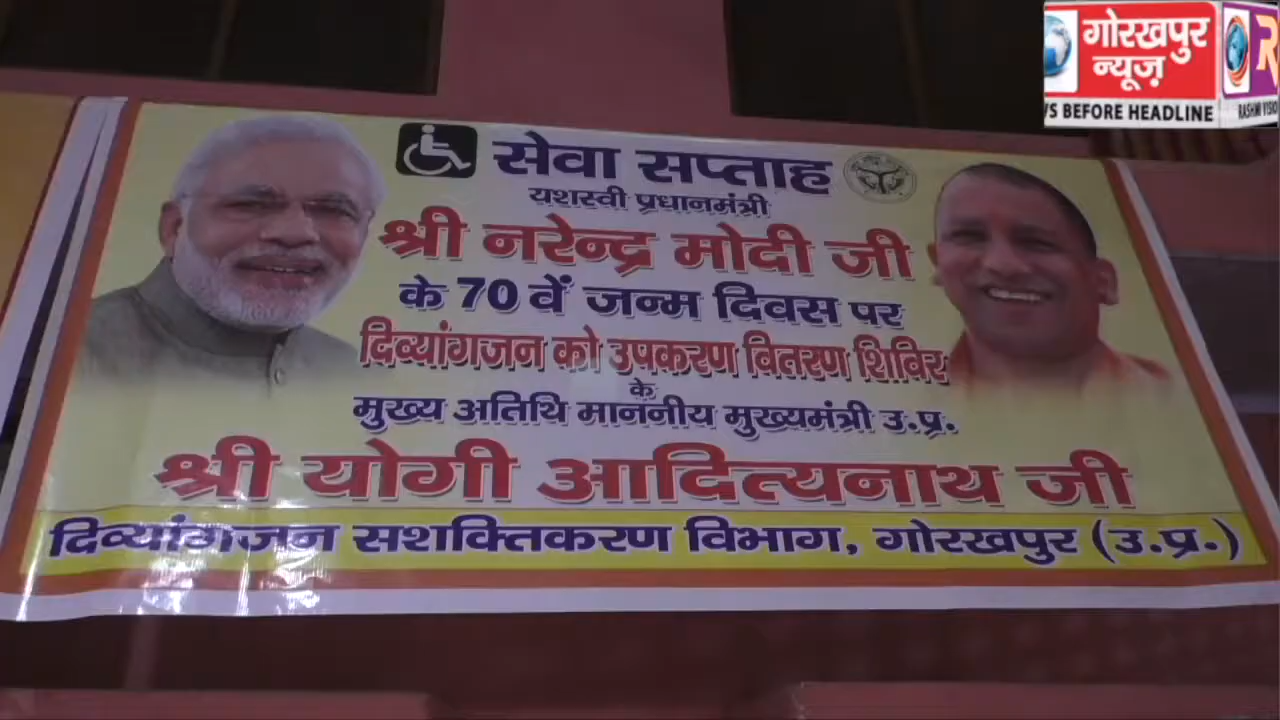 गोरखपुर
न्यूज़
S BEFORE HEADLINE
सेवा सप्ताह
यशस्वी प्रधानमंत्री
श्री नरेन्द्र मोदी जी
के 70 वें जन्म दिवस पर
दिव्यांगजन को उपकरण वितरण शिविर
के
मुख्य अतिथि माननीय मुख्यमंत्री उ.प्र.
श्री योगी आदित्यनाथ जी
दिव्यांगजन सशक्तिकरण विभाग, गोरखपुर (उ.प्र.)